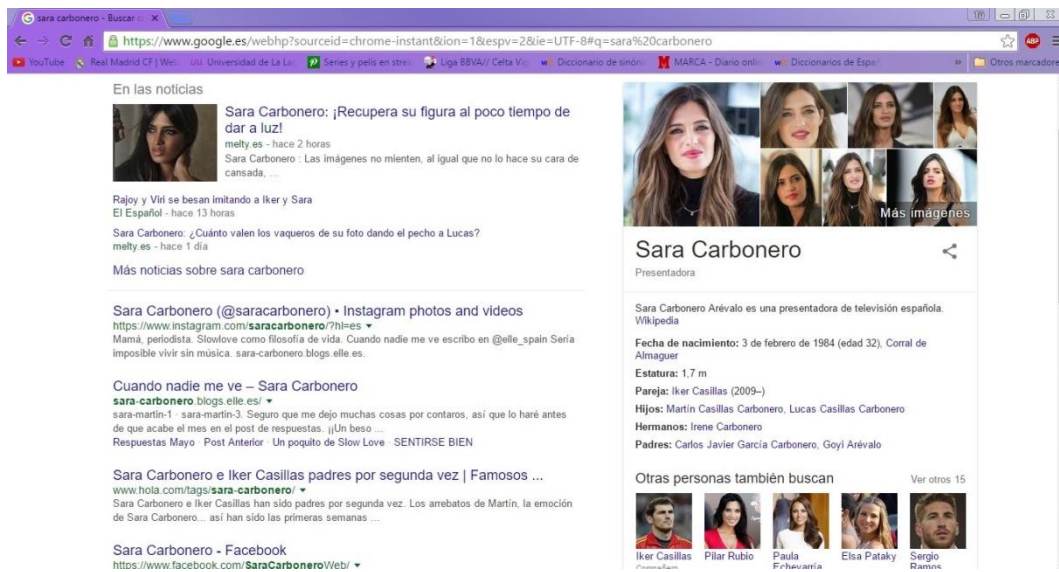 sara carbonero - Buscar c
https://www.google.es/webhp?sourceid=chrome-instant&ion=1&espv=2&ie=UTF-8#q=sara%20carbonero
ABP
YouTube Real Madrid CF | Web Universidad de La Lag Series y pelis en strea Liga BBVA// Celta Vig Diccionario de sinóni MARCA - Diario onlin Diccionarios de Españ » Otros marcadore
En las noticias
Sara Carbonero: ¡Recupera su figura al poco tiempo de
dar a luz!
melty.es - hace 2 horas
Sara Carbonero : Las imágenes no mienten, al igual que no lo hace su cara de
cansada, ...
Rajoy y Viri se besan imitando a Iker y Sara
El Español - hace 13 horas
Sara Carbonero: ¿Cuánto valen los vaqueros de su foto dando el pecho a Lucas?
melty.es - hace 1 día
Más noticias sobre sara carbonero
Sara Carbonero (@saracarbonero) • Instagram photos and videos
https://www.instagram.com/saracarbonero/?hl=es
Mamá, periodista. Slowlove como filosofía de vida. Cuando nadie me ve escribo en @elle_spain Sería
imposible vivir sin música. sara-carbonero.blogs.elle.es.
Cuando nadie me ve – Sara Carbonero
sara-carbonero.blogs.elle.es/
sara-martin-1 · sara-martin-3. Seguro que me dejo muchas cosas por contaros, así que lo haré antes
de que acabe el mes en el post de respuestas. ¡¡Un beso ...
Respuestas Mayo · Post Anterior · Un poquito de Slow Love · SENTIRSE BIEN
Sara Carbonero e Iker Casillas padres por segunda vez | Famosos ...
www.hola.com/tags/sara-carbonero/
Sara Carbonero e Iker Casillas han sido padres por segunda vez. Los arrebatos de Martín, la emoción
de Sara Carbonero... así han sido las primeras semanas ...
Sara Carbonero - Facebook
https://www.facebook.com/SaraCarboneroWeb/
Más imágenes
Sara Carbonero
Presentadora
Sara Carbonero Arévalo es una presentadora de televisión española.
Wikipedia
Fecha de nacimiento: 3 de febrero de 1984 (edad 32), Corral de
Almaguer
Estatura: 1,7 m
Pareja: Iker Casillas (2009–)
Hijos: Martín Casillas Carbonero, Lucas Casillas Carbonero
Hermanos: Irene Carbonero
Padres: Carlos Javier García Carbonero, Goyi Arévalo
Otras personas también buscan Ver otros 15
Iker Casillas Pilar Rubio Paula Elsa Pataky Sergio
Echevarría Ramos